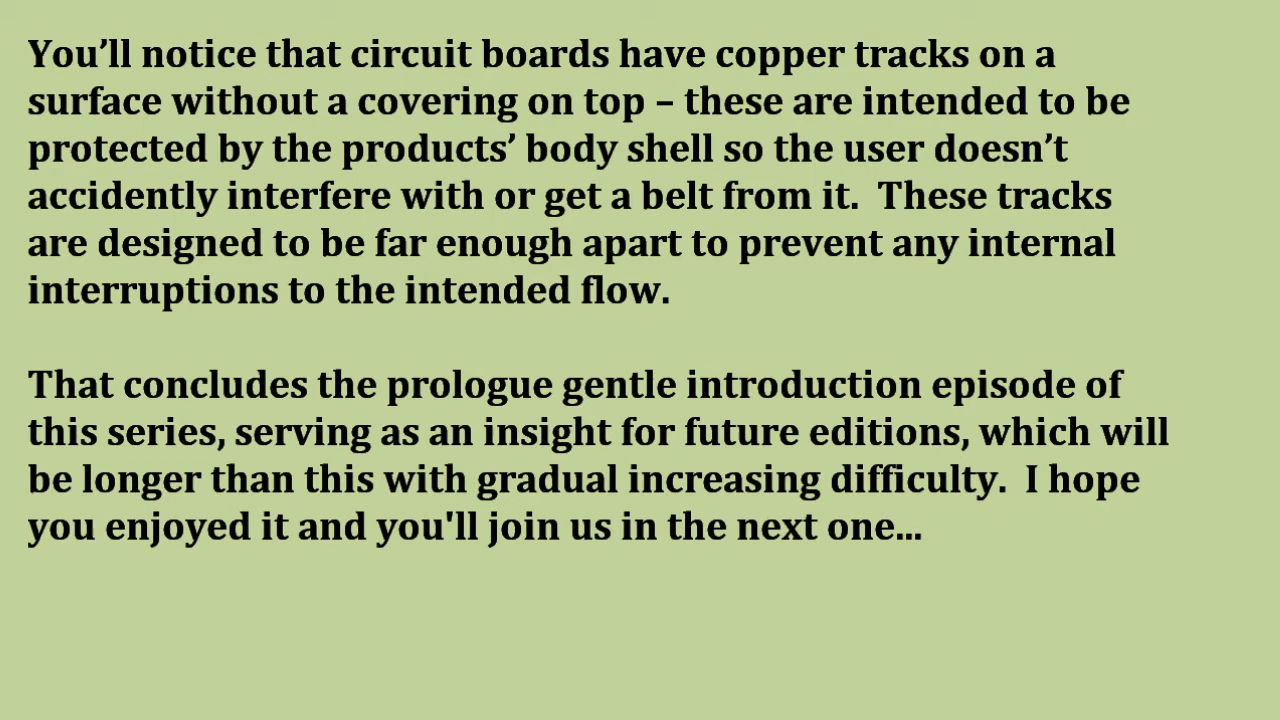 You’ll notice that circuit boards have copper tracks on a
surface without a covering on top – these are intended to be
protected by the products’ body shell so the user doesn’t
accidently interfere with or get a belt from it.  These tracks
are designed to be far enough apart to prevent any internal
interruptions to the intended flow.
That concludes the prologue gentle introduction episode of
this series, serving as an insight for future editions, which will
be longer than this with gradual increasing difficulty.  I hope
you enjoyed it and you'll join us in the next one...